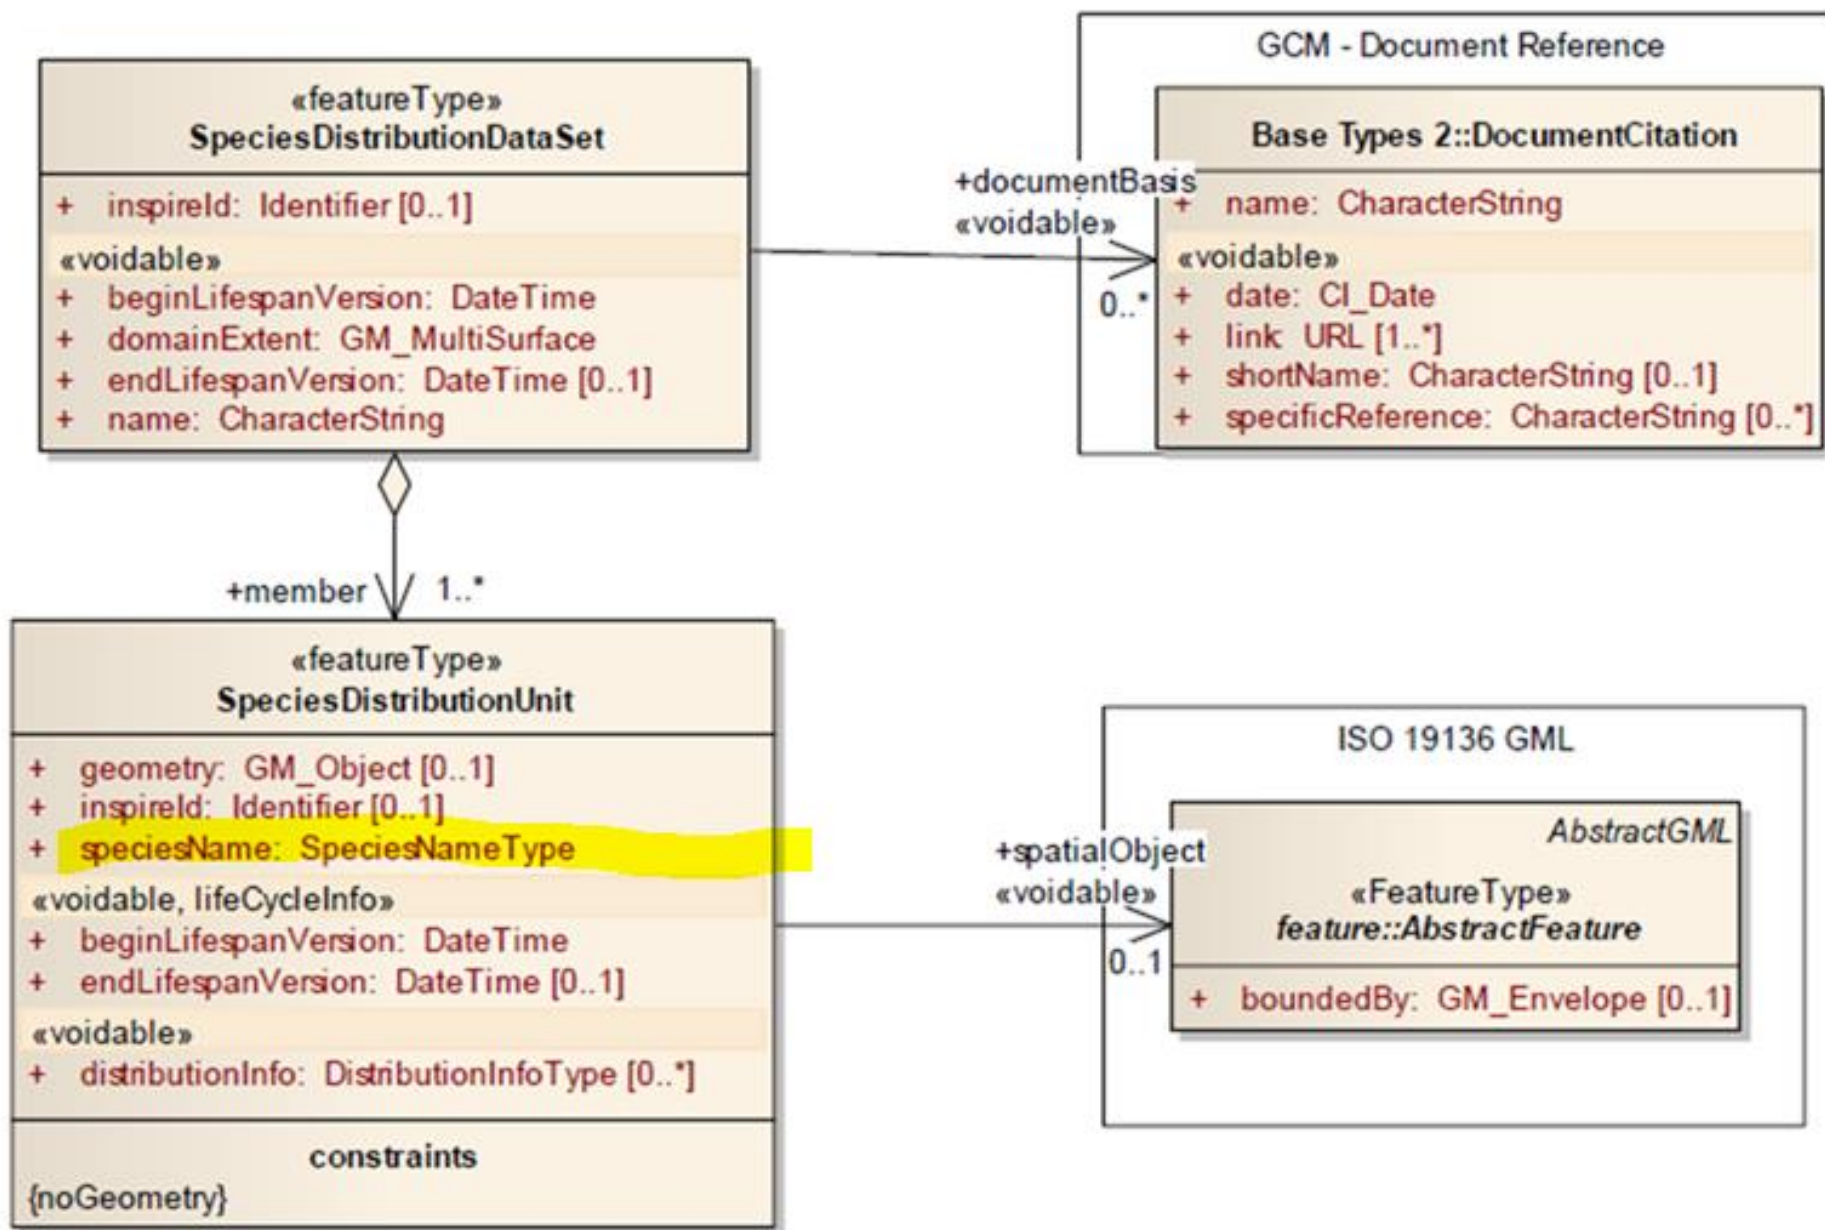 «featureType»
SpeciesDistributionDataSet
+ inspireId: Identifier [0..1]
«voidable»
+ beginLifespanVersion: DateTime
+ domainExtent: GM_MultiSurface
+ endLifespanVersion: DateTime [0..1]
+ name: CharacterString
GCM - Document Reference
Base Types 2::DocumentCitation
+ name: CharacterString
«voidable»
+ date: CI_Date
+ link: URL [1..*]
+ shortName: CharacterString [0..1]
+ specificReference: CharacterString [0..*]
+documentBasis
«voidable»
0..*
+member 1..*
«featureType»
SpeciesDistributionUnit
+ geometry: GM_Object [0..1]
+ inspireId: Identifier [0..1]
+ speciesName: SpeciesNameType
«voidable, lifeCycleInfo»
+ beginLifespanVersion: DateTime
+ endLifespanVersion: DateTime [0..1]
«voidable»
+ distributionInfo: DistributionInfoType [0..*]
constraints
{noGeometry}
+spatialObject
«voidable»
0..1
ISO 19136 GML
AbstractGML
«FeatureType»
feature::AbstractFeature
+ boundedBy: GM_Envelope [0..1]